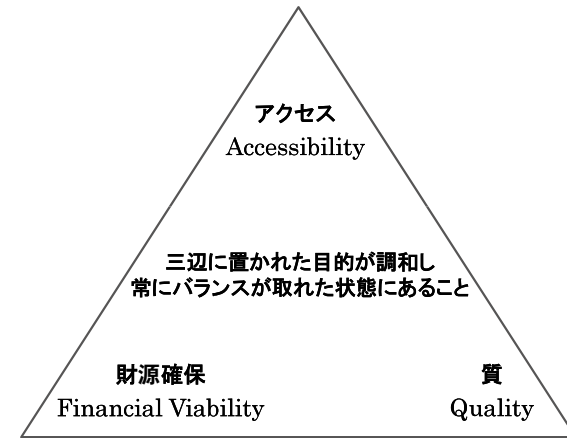 アクセス
Accessibility
三辺に置かれた目的が調和し
常にバランスが取れた状態にあること
財源確保
Financial Viability
質
Quality